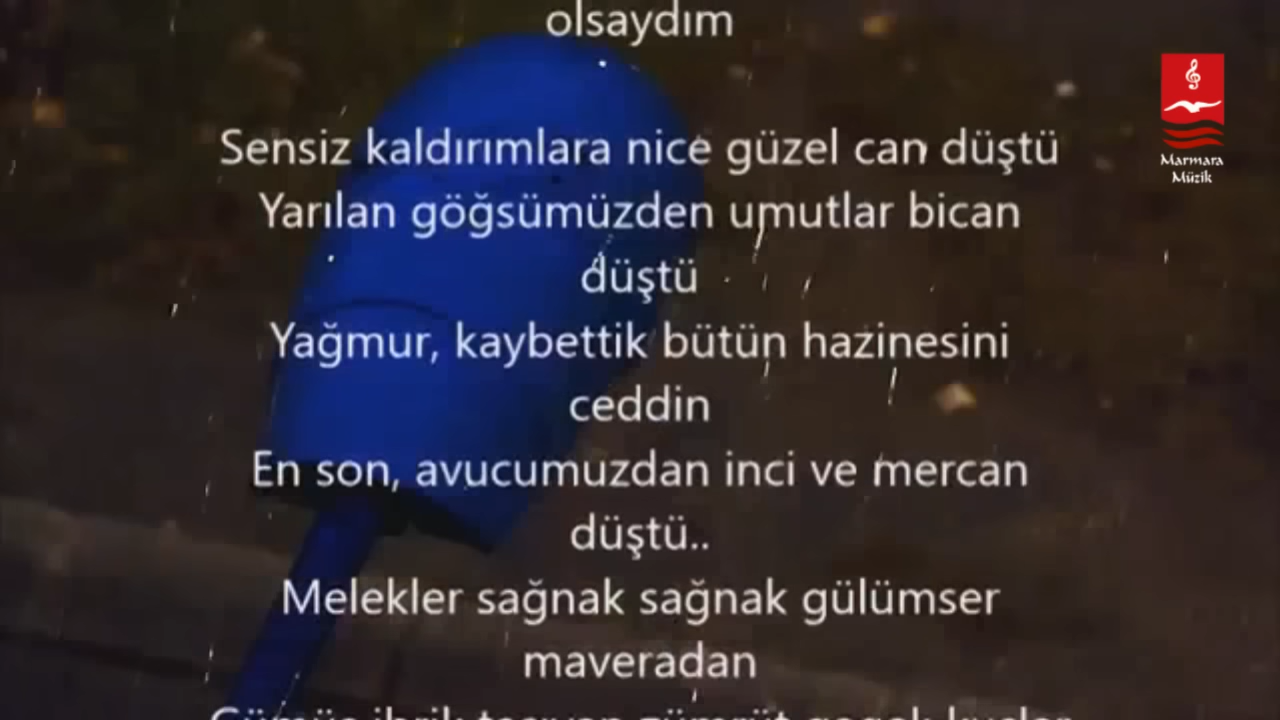 olsaydım
Sensiz kaldırımlara nice güzel can düştü
Yarılan göğsümüzden umutlar bican
düştü
Yağmur, kaybettik bütün hazinesini
ceddin
En son, avucumuzdan inci ve mercan
düştü..
Melekler sağnak sağnak gülümser
maveradan
Marmara
Müzik